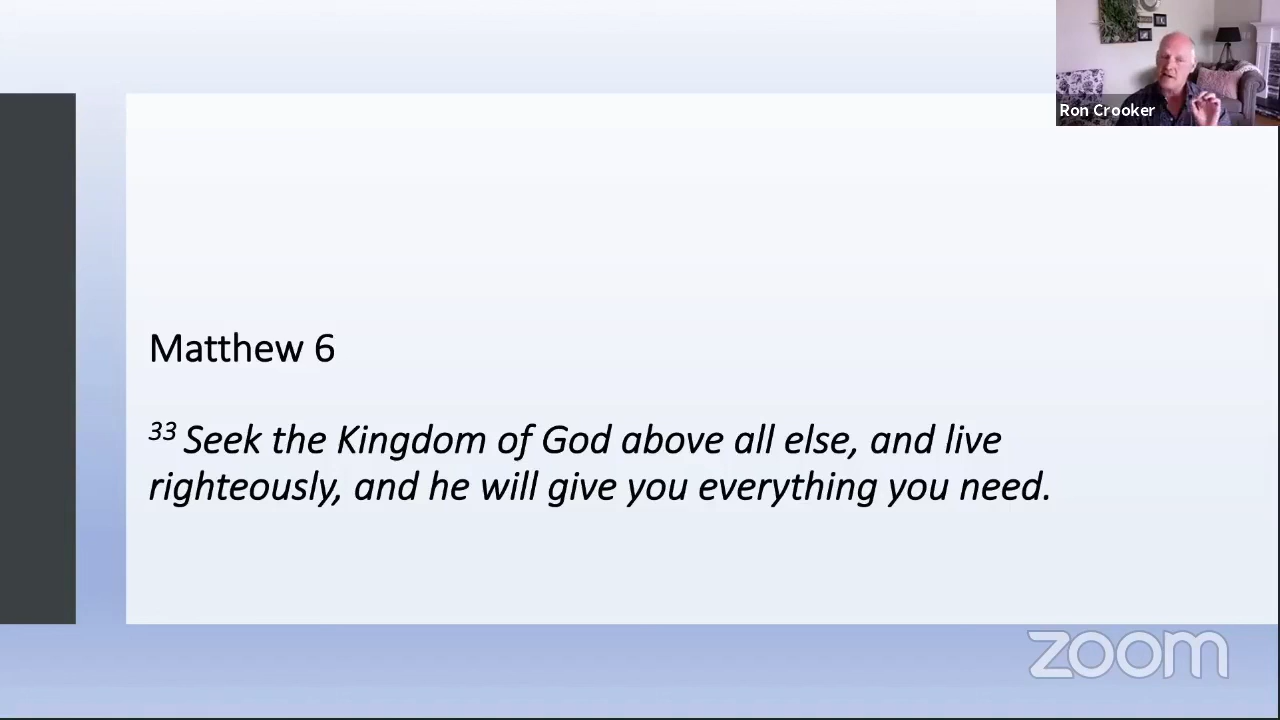 Ron Crooker
Matthew 6
33 Seek the Kingdom of God above all else, and live
righteously, and he will give you everything you need.
zoom